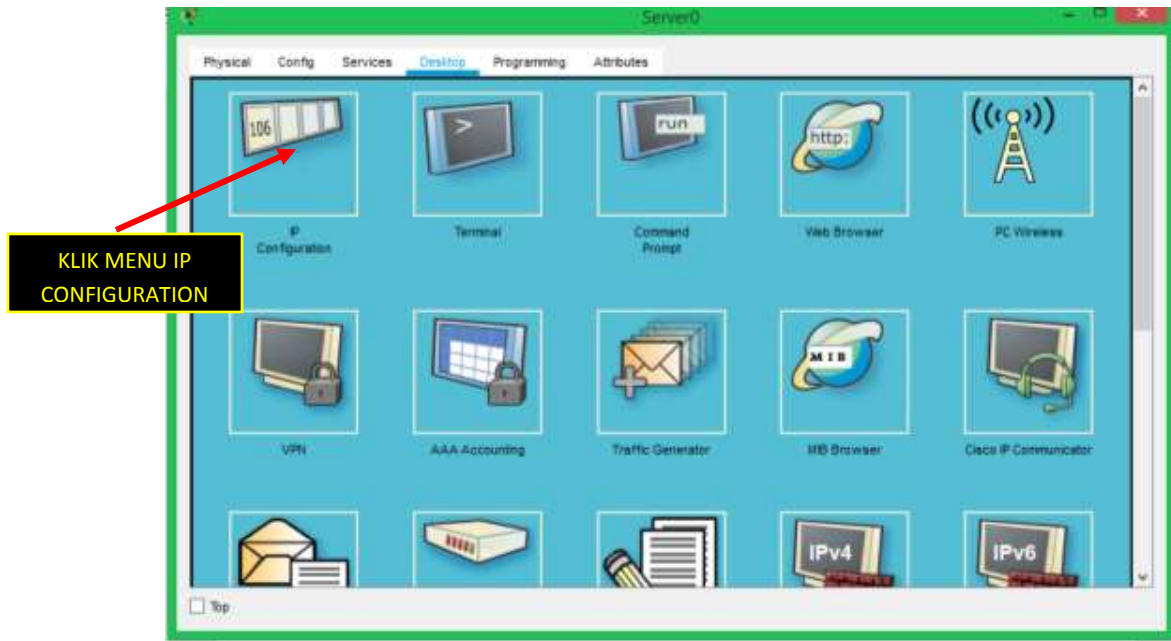 Server0
Physical Config Services Desktop Programming Attributes
106
>
run
http:
IP
Configuration
Terminal
Command
Prompt
Web Browser
PC Wireless
KLIK MENU IP
CONFIGURATION
MIB
VPN
AAA Accounting
Traffic Generator
MIB Browser
Cisco IP Communicator
IPv4
IPv6
Top